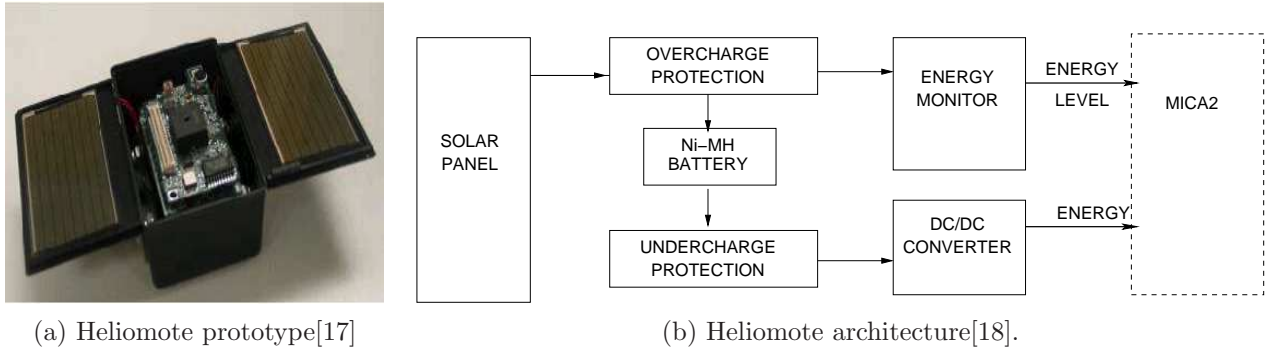 SOLAR
PANEL
OVERCHARGE
PROTECTION
Ni–MH
BATTERY
UNDERCHARGE
PROTECTION
ENERGY
MONITOR
DC/DC
CONVERTER
ENERGY
LEVEL
ENERGY
MICA2
(a) Heliomote prototype[17]
(b) Heliomote architecture[18].